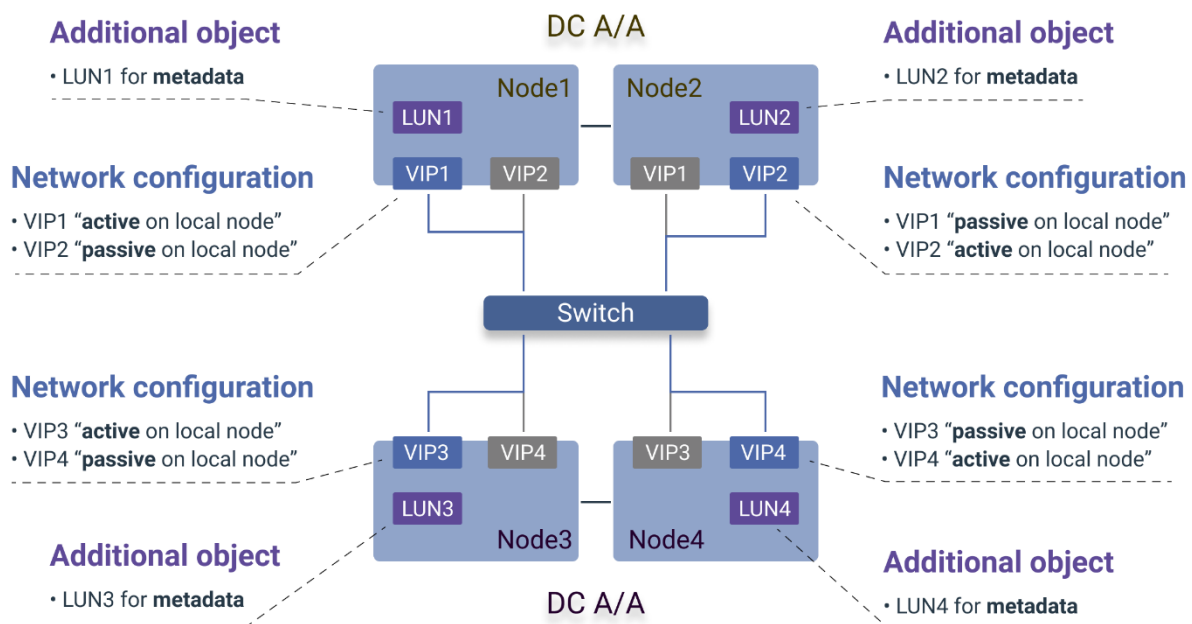 DC A/A
Additional object
• LUN1 for metadata
Additional object
• LUN2 for metadata
Node1
Node2
LUN1
LUN2
VIP1
VIP2
VIP1
VIP2
Network configuration
• VIP1 “active on local node”
• VIP2 “passive on local node”
Network configuration
• VIP1 “passive on local node”
• VIP2 “active on local node”
Switch
Network configuration
• VIP3 “active on local node”
• VIP4 “passive on local node”
Network configuration
• VIP3 “passive on local node”
• VIP4 “active on local node”
VIP3
VIP4
VIP3
VIP4
LUN3
LUN4
Node3
Node4
Additional object
• LUN3 for metadata
Additional object
• LUN4 for metadata
DC A/A